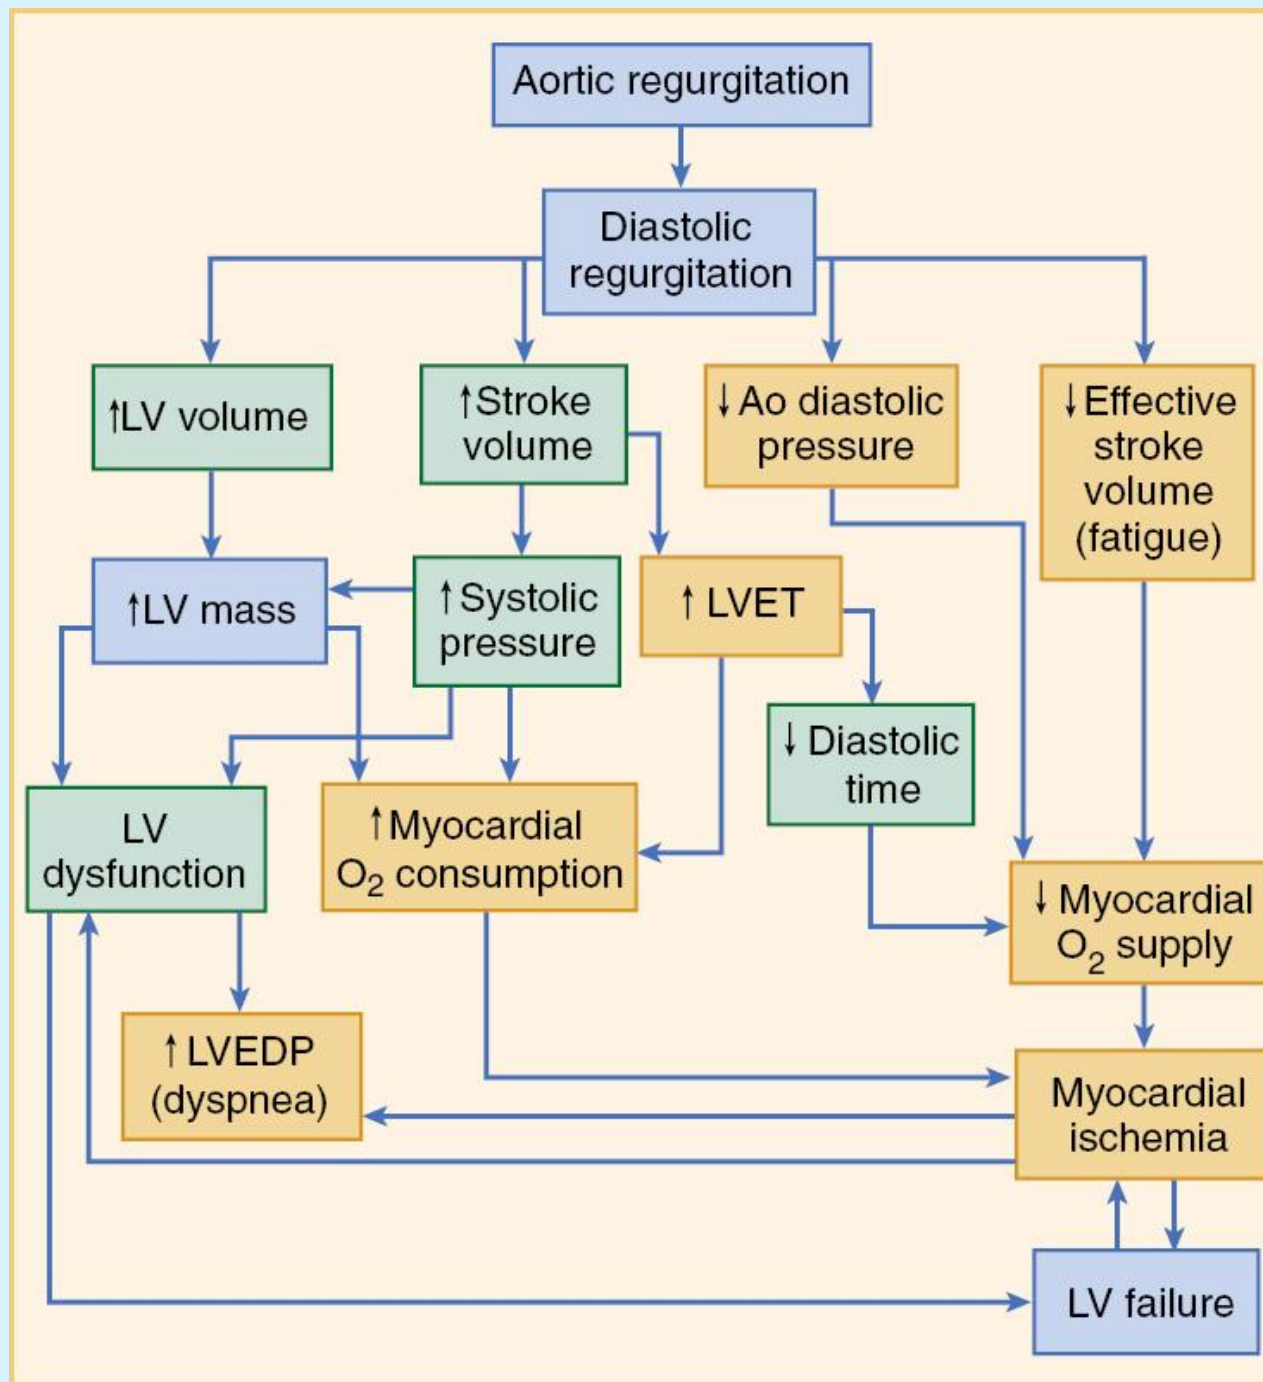 Aortic regurgitation
Diastolic
regurgitation
↑LV volume
↑Stroke
volume
↓Ao diastolic
pressure
↓Effective
stroke
volume
(fatigue)
↑LV mass
↑Systolic
pressure
↑ LVET
↓ Diastolic
time
LV
dysfunction
↑Myocardial
O₂ consumption
↓ Myocardial
O₂ supply
↑ LVEDP
(dyspnea)
Myocardial
ischemia
LV failure